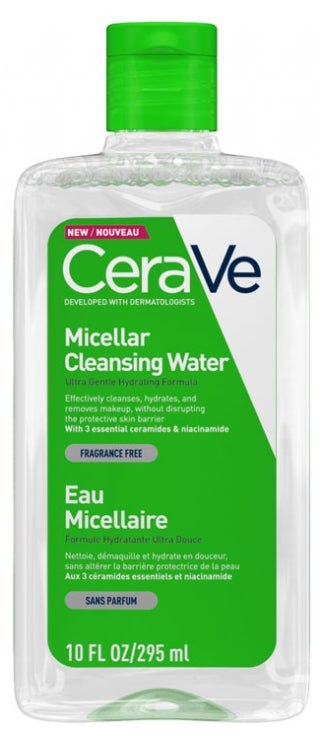 NEW / NOUVEAU
CeraVe
DEVELOPED WITH DERMATOLOGISTS
Micellar
Cleansing Water
Ultra Gentle Hydrating Formula
Effectively cleanses, hydrates, and
removes makeup, without disrupting
the protective skin barrier
With 3 essential ceramides & niacinamide
FRAGRANCE FREE
Eau
Micellaire
Formule Hydratante Ultra Douce
Nettoie, démaquille et hydrate en douceur,
sans altérer la barrière protectrice de la peau
Aux 3 céramides essentiels et niacinamide
SANS PARFUM
10 FL OZ/295 ml